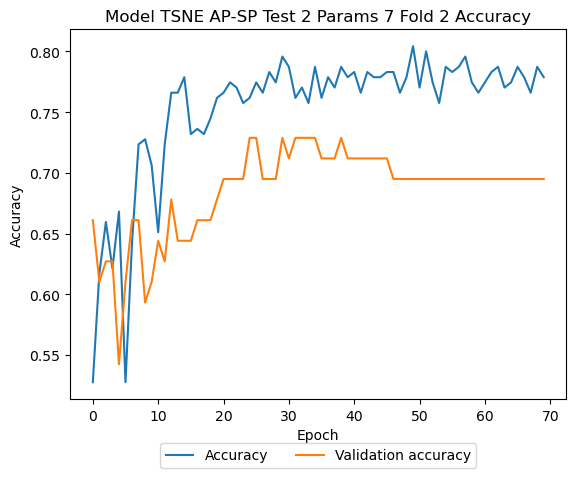 Model TSNE AP-SP Test 2 Params 7 Fold 2 Accuracy
0.80
0.75
0.70
0.65
0.60
0.55
Accuracy
0 10 20 30 40 50 60 70
Epoch
Accuracy Validation accuracy